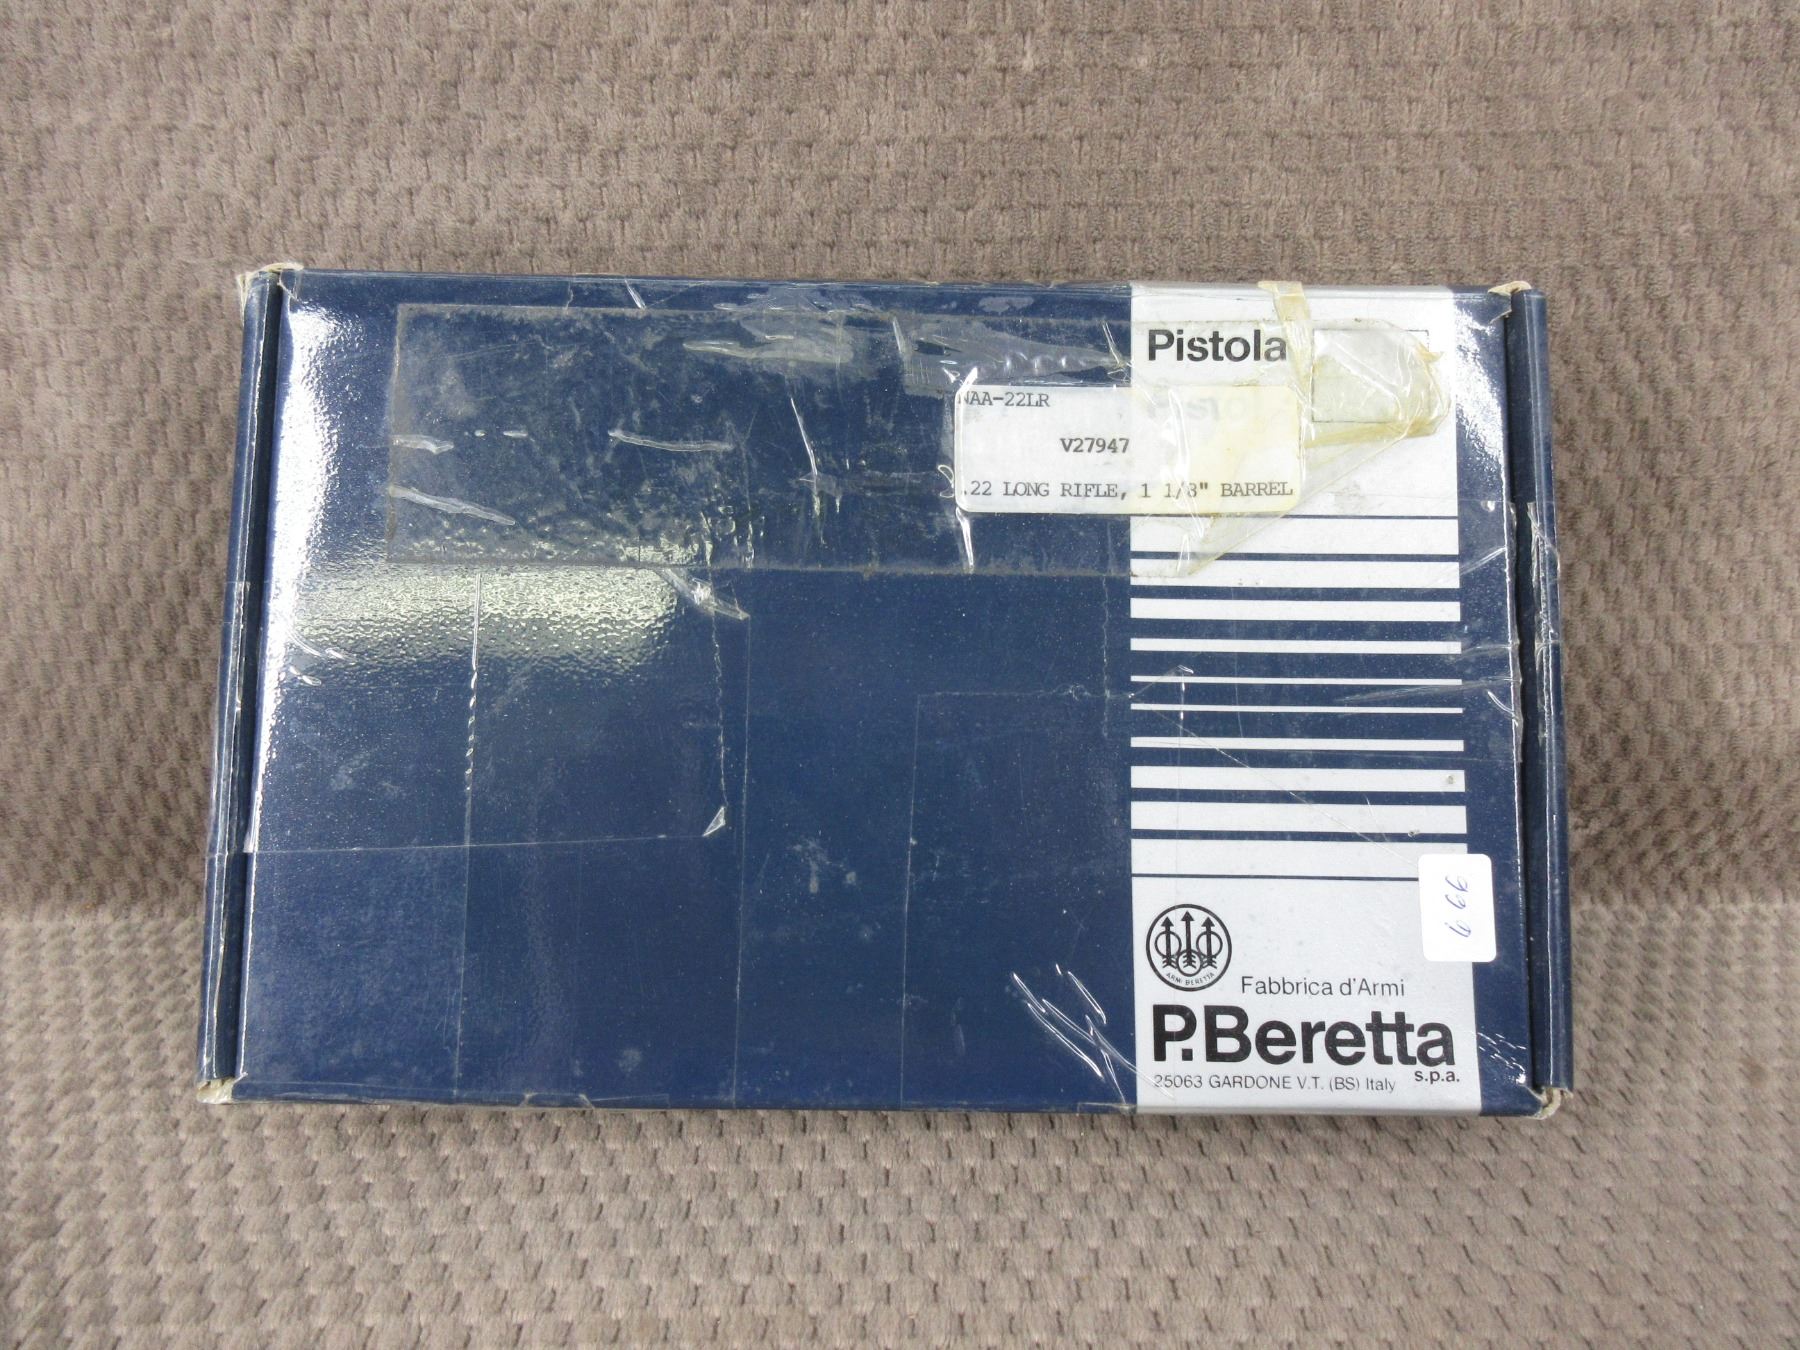 Pistola
NAA-22LR
V27947
.22 LONG RIFLE, 1 1/8" BARREL
666
ARMI BERETTA
Fabbrica d'Armi
P.Beretta
s.p.a.
25063 GARDONE V.T. (BS) Italy